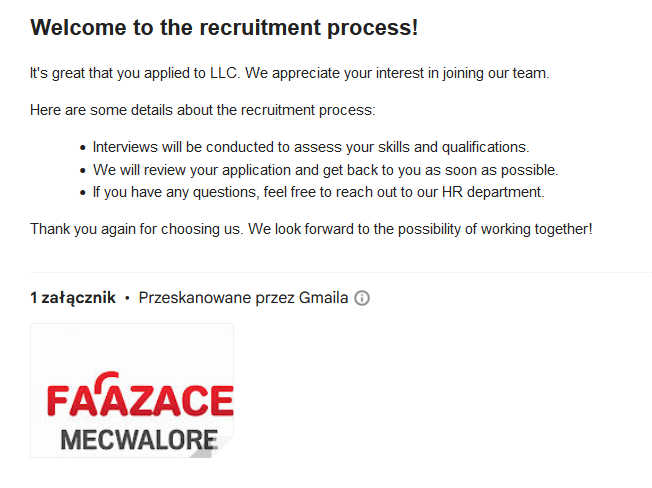 Welcome to the recruitment process!
It's great that you applied to LLC. We appreciate your interest in joining our team.
Here are some details about the recruitment process:
• Interviews will be conducted to assess your skills and qualifications.
• We will review your application and get back to you as soon as possible.
• If you have any questions, feel free to reach out to our HR department.
Thank you again for choosing us. We look forward to the possibility of working together!
1 załącznik • Przeskanowane przez Gmaila
FAAZACE
MECWALORE